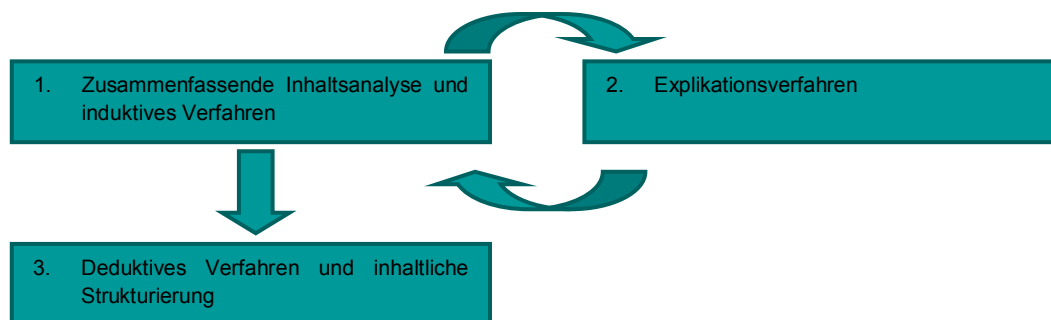 1. Zusammenfassende Inhaltsanalyse und
induktives Verfahren
2. Explikationsverfahren
3. Deduktives Verfahren und inhaltliche
Strukturierung